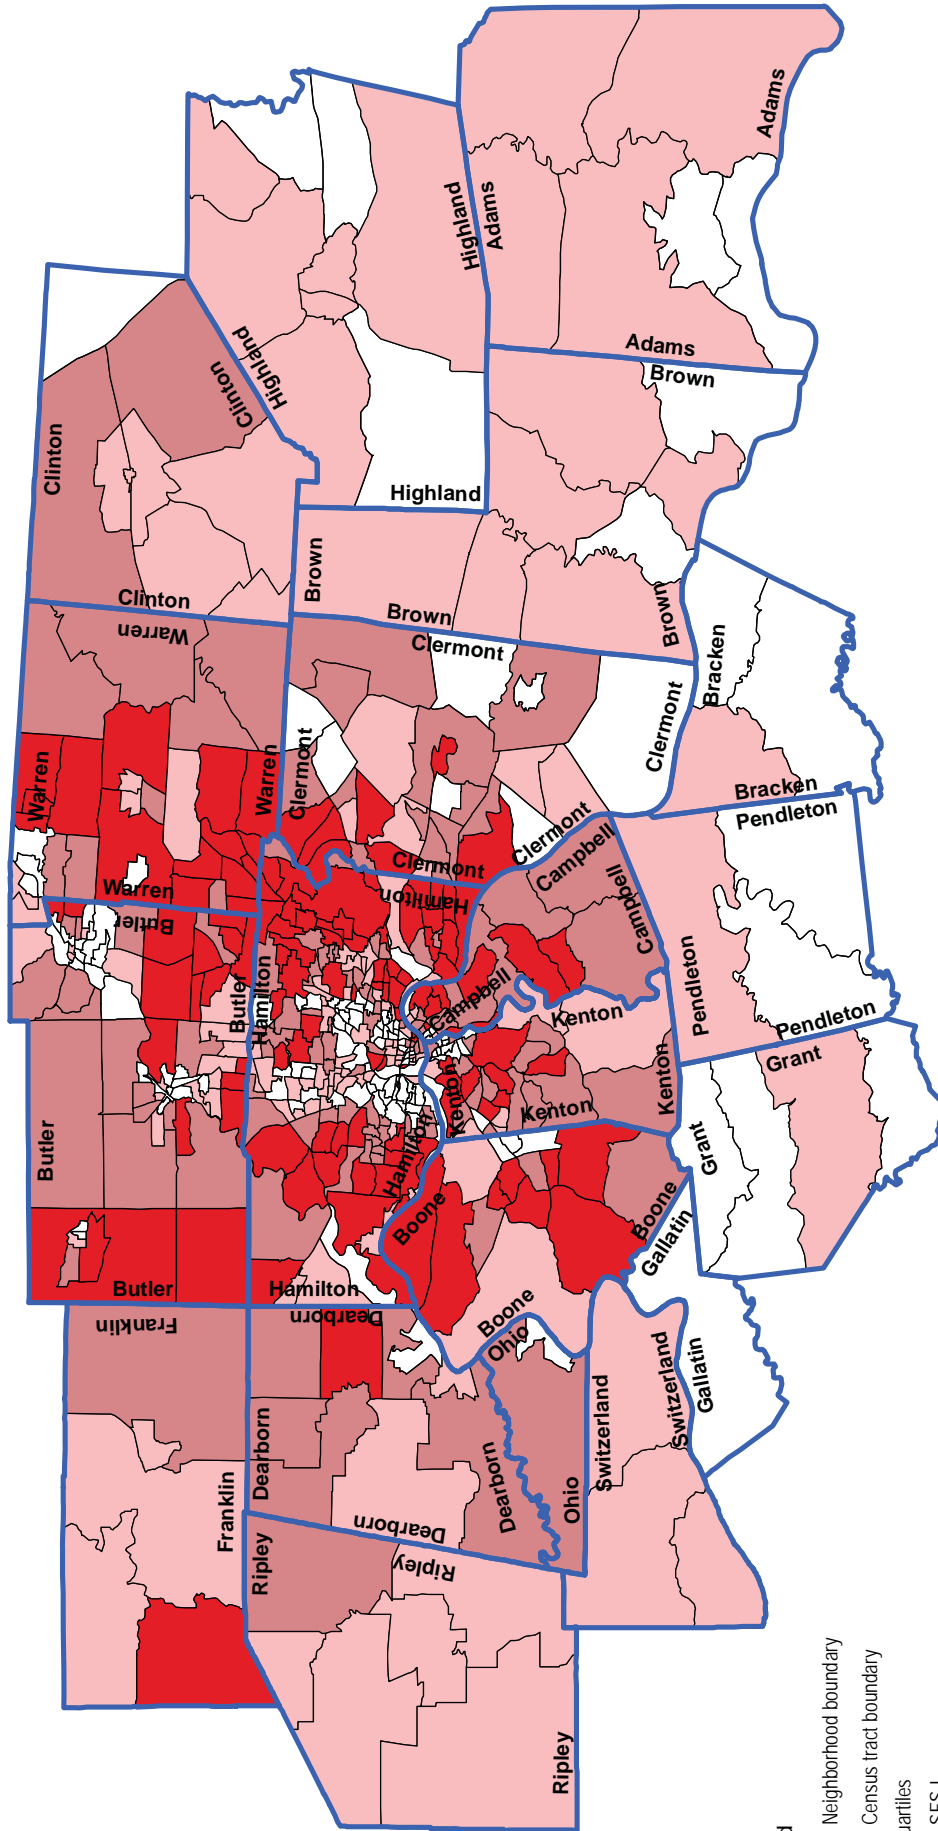 Adams
Highland
Adams
Adams
Brown
Highland
Clinton
Clinton
Highland
Clinton
Warren
Brown
Brown
Brown
Clermont
Bracken
Clermont
Warren
Warren
Clermont
Clermont
Clermont
Bracken
Pendleton
Warren
Butler
Hamilton
Campbell
Campbell
Butler
Hamilton
Campbell
Kenton
Pendleton
Pendleton
Grant
Kenton
Kenton
Kenton
Grant
Butler
Hamilton
Boone
Boone
Gallatin
Butler
Hamilton
Franklin
Dearborn
Boone
Ohio
Switzerland
Gallatin
Switzerland
Dearborn
Franklin
Dearborn
Ohio
Dearborn
Ripley
Ripley
Ripley
Neighborhood boundary
Census tract boundary